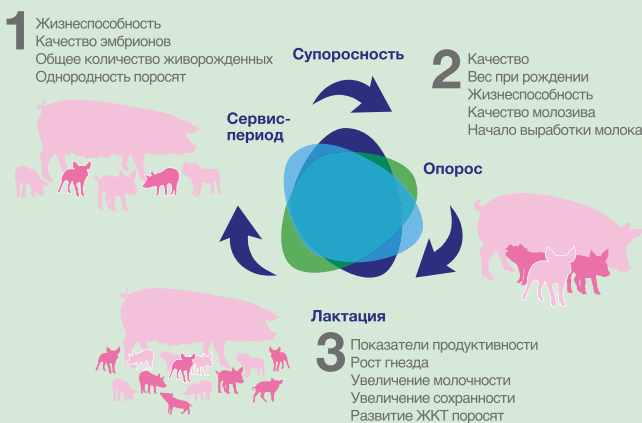 1
Жизнеспособность
Качество эмбрионов
Общее количество живорожденных
Однородность поросят
Супоросность
2
Качество
Вес при рождении
Жизнеспособность
Качество молозива
Начало выработки молока
Сервис-
период
Опорос
Лактация
3
Показатели продуктивности
Рост гнезда
Увеличение молочности
Увеличение сохранности
Развитие ЖКТ поросят